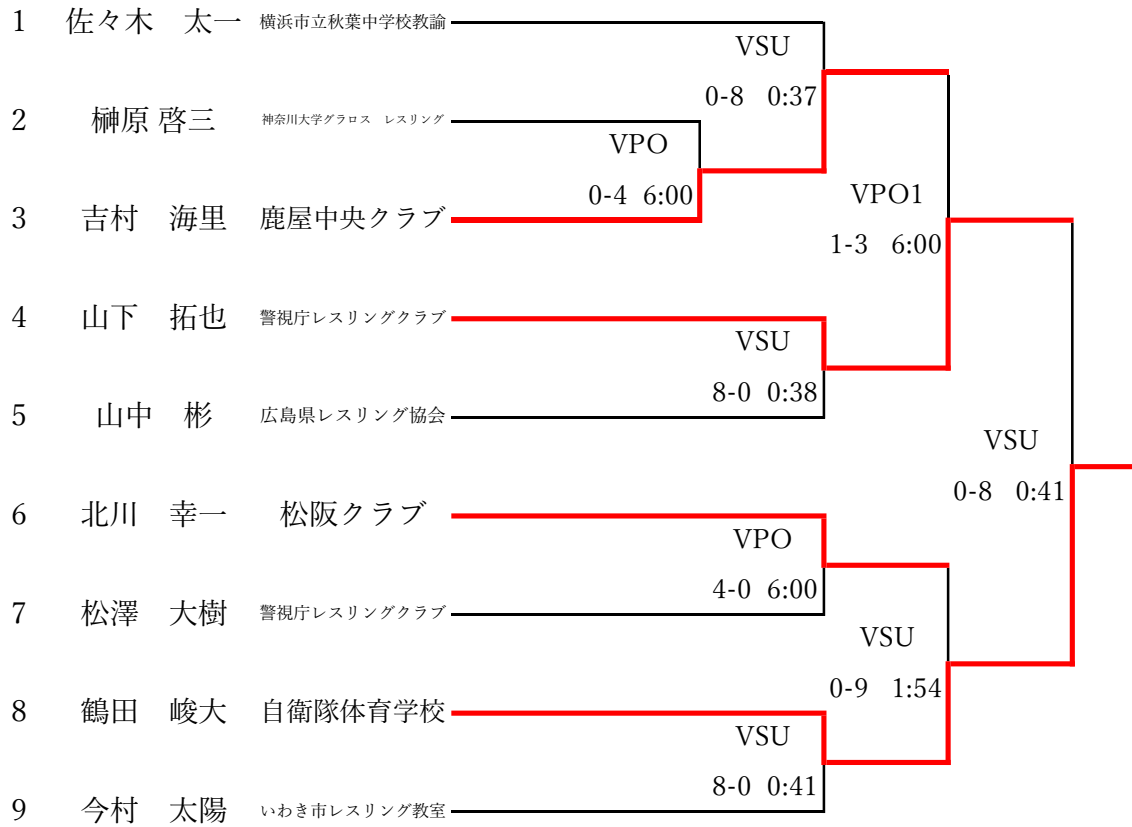 1 佐々木　太一 横浜市立秋葉中学校教諭
VSU
0-8 0:37
2 榊原 啓三 神奈川大学グラロス　レスリング
VPO
0-4 6:00
3 吉村　海里 鹿屋中央クラブ
VPO1
1-3 6:00
4 山下　拓也 警視庁レスリングクラブ
VSU
8-0 0:38
5 山中　彬 広島県レスリング協会
VSU
0-8 0:41
6 北川　幸一 松阪クラブ
VPO
4-0 6:00
7 松澤　大樹 警視庁レスリングクラブ
VSU
0-9 1:54
8 鶴田　峻大 自衛隊体育学校
VSU
8-0 0:41
9 今村　太陽 いわき市レスリング教室